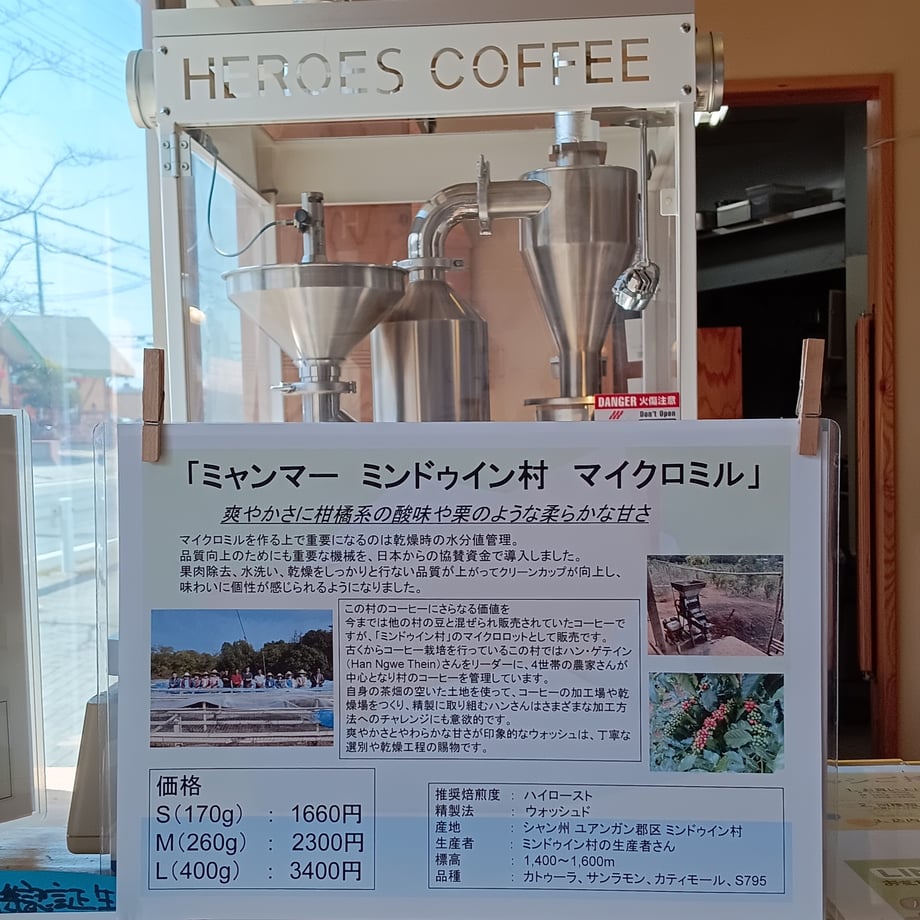 HEROES COFFEE
DANGER 火傷注意
Don't Open
「ミャンマー ミンドゥイン村 マイクロミル」
爽やかさに柑橘系の酸味や栗のような柔らかな甘さ
マイクロミルを作る上で重要になるのは乾燥時の水分値管理。
品質向上のためにも重要な機械を、日本からの協賛資金で導入しました。
果肉除去、水洗い、乾燥をしっかりと行ない品質が上がってクリーンカップが向上し、
味わいに個性が感じられるようになりました。
この村のコーヒーにさらなる価値を
今までは他の村の豆と混ぜられ販売されていたコーヒーで
すが、「ミンドゥイン村」のマイクロロットとして販売です。
古くからコーヒー栽培を行っているこの村ではハン・ゲテイン
(Han Ngwe Thein)さんをリーダーに、4世帯の農家さんが
中心となり村のコーヒーを管理しています。
自身の茶畑の空いた土地を使って、コーヒーの加工場や乾
燥場をつくり、精製に取り組むハンさんはさまざまな加工方
法へのチャレンジにも意欲的です。
爽やかさとやわらかな甘さが印象的なウォッシュは、丁寧な
選別や乾燥工程の賜物です。
価格
S(170g) : 1660円
M(260g) : 2300円
L(400g) : 3400円
推奨焙煎度 : ハイロースト
精製法 : ウォッシュド
産地 : シャン州 ユアンガン郡区 ミンドゥイン村
生産者 : ミンドゥイン村の生産者さん
標高 : 1,400～1,600m
品種 : カトゥーラ、サンラモン、カティモール、S795